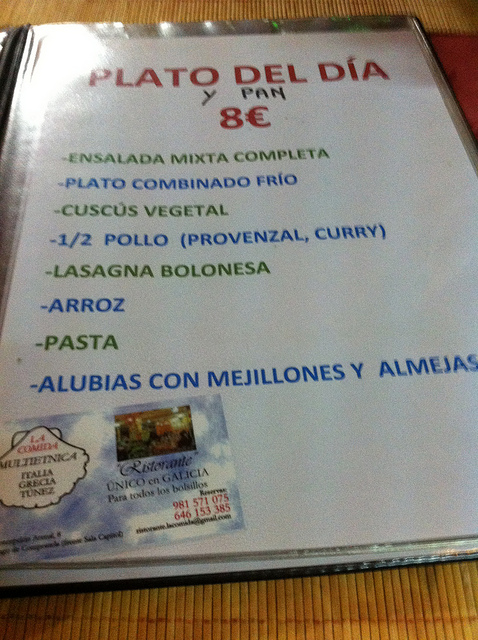 PLATO DEL DÍA
Y PAN
8€
-ENSALADA MIXTA COMPLETA
-PLATO COMBINADO FRÍO
-CUSCÚS VEGETAL
-1/2 POLLO (PROVENZAL, CURRY)
-LASAGNA BOLONESA
-ARROZ
-PASTA
-ALUBIAS CON MEJILLONES Y ALMEJAS
LA
COMIDA
MULTIETNICA
ITALIA
GRECIA
TUNEZ
"Ristorante"
ÚNICO en GALICIA
Para todos los bolsillos
Reservas:
981 571 075
646 153 385
ristorante.lacomida@gmail.com
Arenal, 9
de Compostela (Frente Sala Capitol)